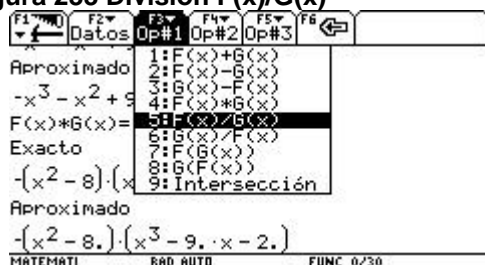 gura 208 División F(x)/G(x)
F1 F2 F3 F4 F5 F6
Datos Op#1 Op#2 Op#3
Aproximado
1:F(x)+G(x)
2:F(x)-G(x)
3:G(x)-F(x)
4:F(x)*G(x)
5:F(x)/G(x)
6:G(x)/F(x)
7:F(G(x))
8:G(F(x))
9:Intersección
-x³-x²+9
F(x)*G(x)=
Exacto
-(x²-8)·(x
Aproximado
-(x²-8.)·(x³-9.·x-2.)
MATEMATI RAD AUTO FUNC 0/30